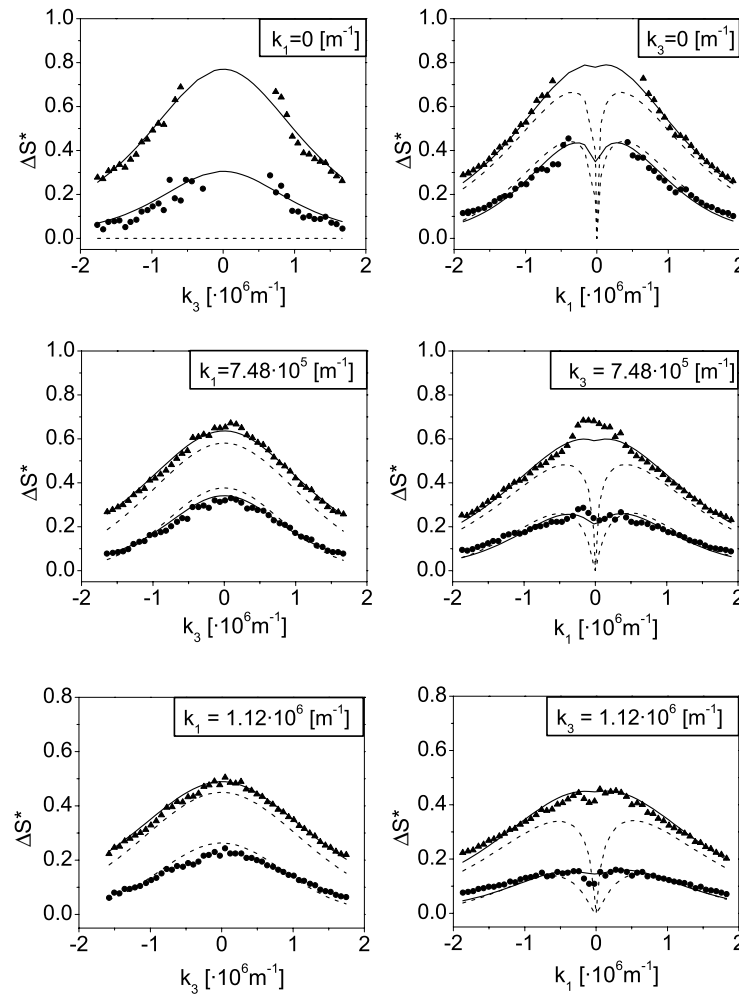 k₁=0 [m⁻¹]
ΔS*
1.0
0.8
0.6
0.4
0.2
0.0
-2 -1 0 1 2
k₃ [·10⁶m⁻¹]
k₃=0 [m⁻¹]
ΔS*
1.0
0.8
0.6
0.4
0.2
0.0
-2 -1 0 1 2
k₁ [·10⁶m⁻¹]
k₁=7.48·10⁵ [m⁻¹]
ΔS*
1.0
0.8
0.6
0.4
0.2
0.0
-2 -1 0 1 2
k₃ [·10⁶m⁻¹]
k₃ = 7.48·10⁵ [m⁻¹]
ΔS*
1.0
0.8
0.6
0.4
0.2
0.0
-2 -1 0 1 2
k₁ [·10⁶m⁻¹]
k₁ = 1.12·10⁶ [m⁻¹]
ΔS*
0.8
0.6
0.4
0.2
0.0
-2 -1 0 1 2
k₃ [·10⁶m⁻¹]
k₃ = 1.12·10⁶ [m⁻¹]
ΔS*
0.8
0.6
0.4
0.2
0.0
-2 -1 0 1 2
k₁ [·10⁶m⁻¹]